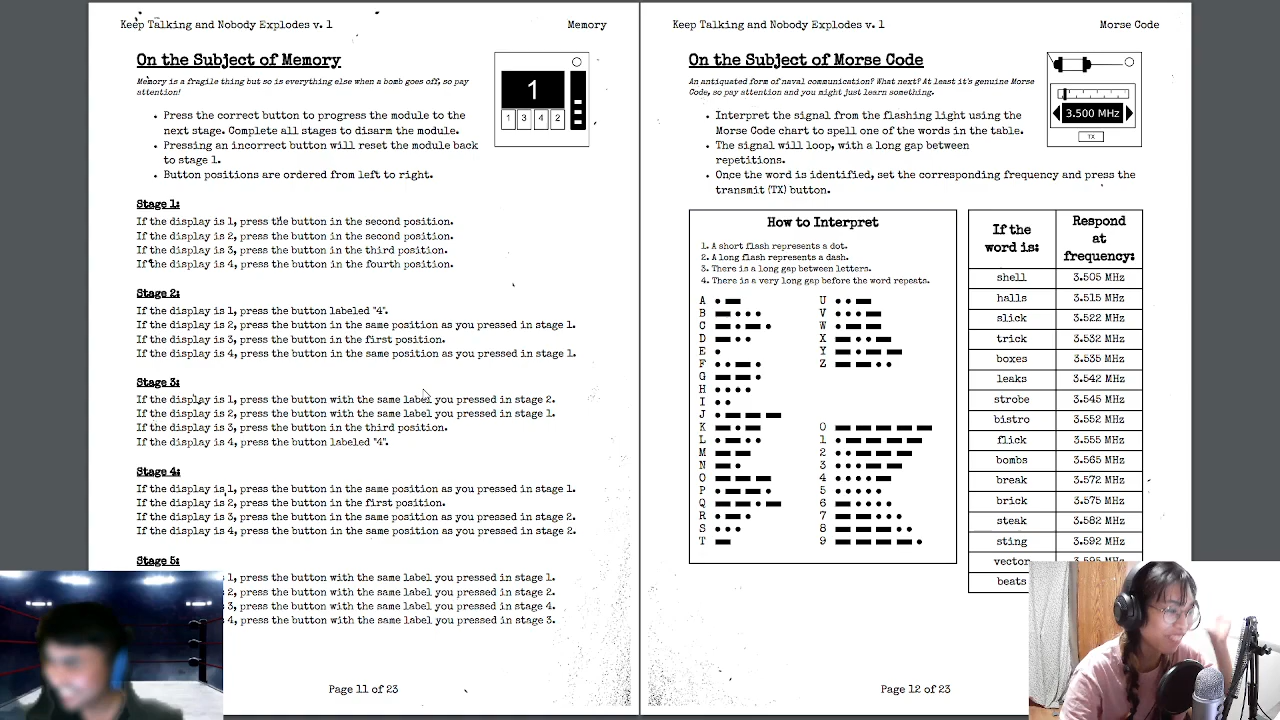 Keep Talking and Nobody Explodes v. 1
Memory
On the Subject of Memory
Memory is a fragile thing but so is everything else when a bomb goes off, so pay
attention!
1
1 3 4 2
• Press the correct button to progress the module to the
next stage. Complete all stages to disarm the module.
• Pressing an incorrect button will reset the module back
to stage 1.
• Button positions are ordered from left to right.
Stage 1:
If the display is 1, press the button in the second position.
If the display is 2, press the button in the second position.
If the display is 3, press the button in the third position.
If the display is 4, press the button in the fourth position.
Stage 2:
If the display is 1, press the button labeled "4".
If the display is 2, press the button in the same position as you pressed in stage 1.
If the display is 3, press the button in the first position.
If the display is 4, press the button in the same position as you pressed in stage 1.
Stage 3:
If the display is 1, press the button with the same label you pressed in stage 2.
If the display is 2, press the button with the same label you pressed in stage 1.
If the display is 3, press the button in the third position.
If the display is 4, press the button labeled "4".
Stage 4:
If the display is 1, press the button in the same position as you pressed in stage 1.
If the display is 2, press the button in the first position.
If the display is 3, press the button in the same position as you pressed in stage 2.
If the display is 4, press the button in the same position as you pressed in stage 2.
Stage 5:
1, press the button with the same label you pressed in stage 1.
2, press the button with the same label you pressed in stage 2.
3, press the button with the same label you pressed in stage 4.
4, press the button with the same label you pressed in stage 3.
Page 11 of 23
Keep Talking and Nobody Explodes v. 1
Morse Code
On the Subject of Morse Code
An antiquated form of naval communication? What next? At least it's genuine Morse
Code, so pay attention and you might just learn something.
3.500 MHz
TX
• Interpret the signal from the flashing light using the
Morse Code chart to spell one of the words in the table.
• The signal will loop, with a long gap between
repetitions.
• Once the word is identified, set the corresponding frequency and press the
transmit (TX) button.
How to Interpret
1. A short flash represents a dot.
2. A long flash represents a dash.
3. There is a long gap between letters.
4. There is a very long gap before the word repeats.
A
B
C
D
E
F
G
H
I
J
K
L
M
N
O
P
Q
R
S
T
U
V
W
X
Y
Z
0
1
2
3
4
5
6
7
8
9
If the word is: Respond at frequency:
shell 3.505 MHz
halls 3.515 MHz
slick 3.522 MHz
trick 3.532 MHz
boxes 3.535 MHz
leaks 3.542 MHz
strobe 3.545 MHz
bistro 3.552 MHz
flick 3.555 MHz
bombs 3.565 MHz
break 3.572 MHz
brick 3.575 MHz
steak 3.582 MHz
sting 3.592 MHz
vector 3.595 MHz
beats
Page 12 of 23